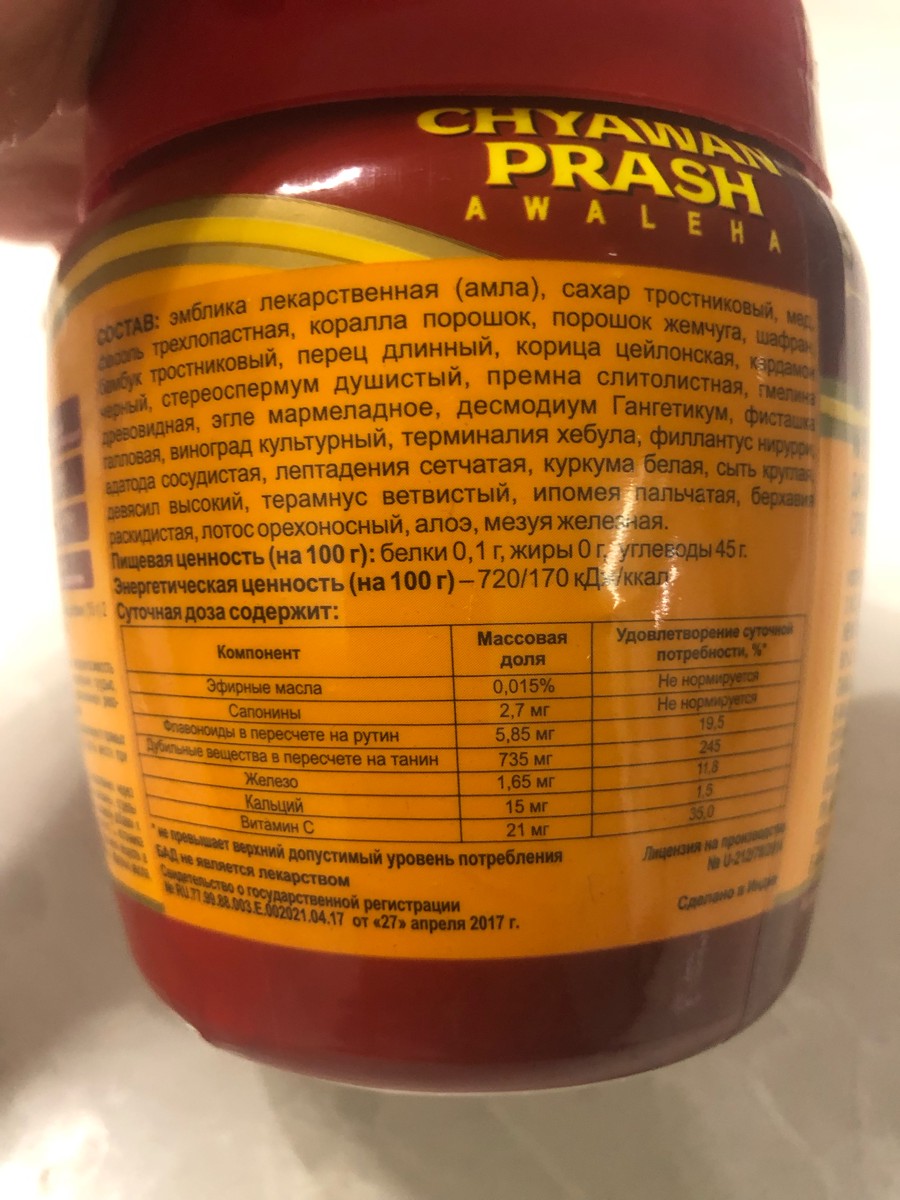 CHYAWAN
PRASH
AWALEHA
СОСТАВ: эмблика лекарственная (амла), сахар тростниковый, мед,
фасоль трехлопастная, коралла порошок, порошок жемчуга, шафран,
бамбук тростниковый, перец длинный, корица цейлонская, кардамон
черный, стереоспермум душистый, премна слитолистная, гмелина
древовидная, эгле мармеладное, десмодиум Гангетикум, фисташка
галловая, виноград культурный, терминалия хебула, филлантус нирурри,
адатода сосудистая, лептадения сетчатая, куркума белая, сыть круглая,
девясил высокий, терамнус ветвистый, ипомея пальчатая, берхавия
раскидистая, лотос орехоносный, алоэ, мезуя железная.
Пищевая ценность (на 100 г): белки 0,1 г, жиры 0 г, углеводы 45 г.
Энергетическая ценность (на 100 г) – 720/170 кДж/ккал
Суточная доза содержит:
Компонент Массовая доля Удовлетворение суточной потребности, %*
Эфирные масла 0,015% Не нормируется
Сапонины 2,7 мг Не нормируется
Флавоноиды в пересчете на рутин 5,85 мг 19,5
Дубильные вещества в пересчете на танин 735 мг 245
Железо 1,65 мг 11,8
Кальций 15 мг 1,5
Витамин С 21 мг 35,0
* не превышает верхний допустимый уровень потребления
БАД не является лекарством
Свидетельство о государственной регистрации
№ RU.77.99.88.003.Е.002021.04.17 от «27» апреля 2017 г.
Лицензия на производство
Сделано в Индии